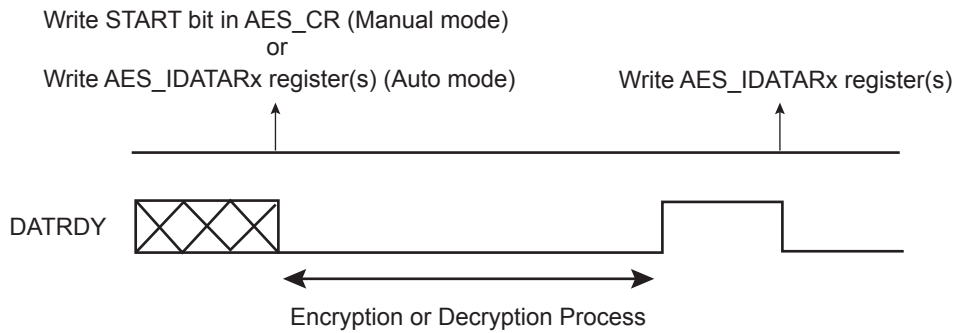 Write START bit in AES_CR (Manual mode)
or
Write AES_IDATARx register(s) (Auto mode)
Write AES_IDATARx register(s)
DATRDY
Encryption or Decryption Process